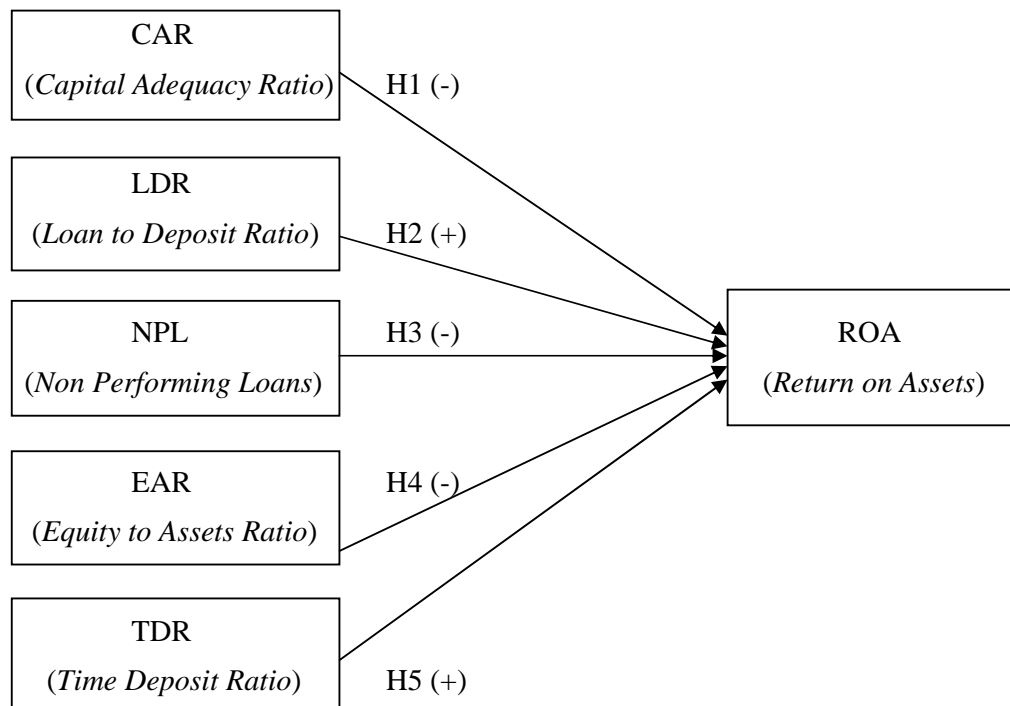 CAR
(Capital Adequacy Ratio)
H1 (-)
LDR
(Loan to Deposit Ratio)
H2 (+)
NPL
(Non Performing Loans)
H3 (-)
ROA
(Return on Assets)
EAR
(Equity to Assets Ratio)
H4 (-)
TDR
(Time Deposit Ratio)
H5 (+)